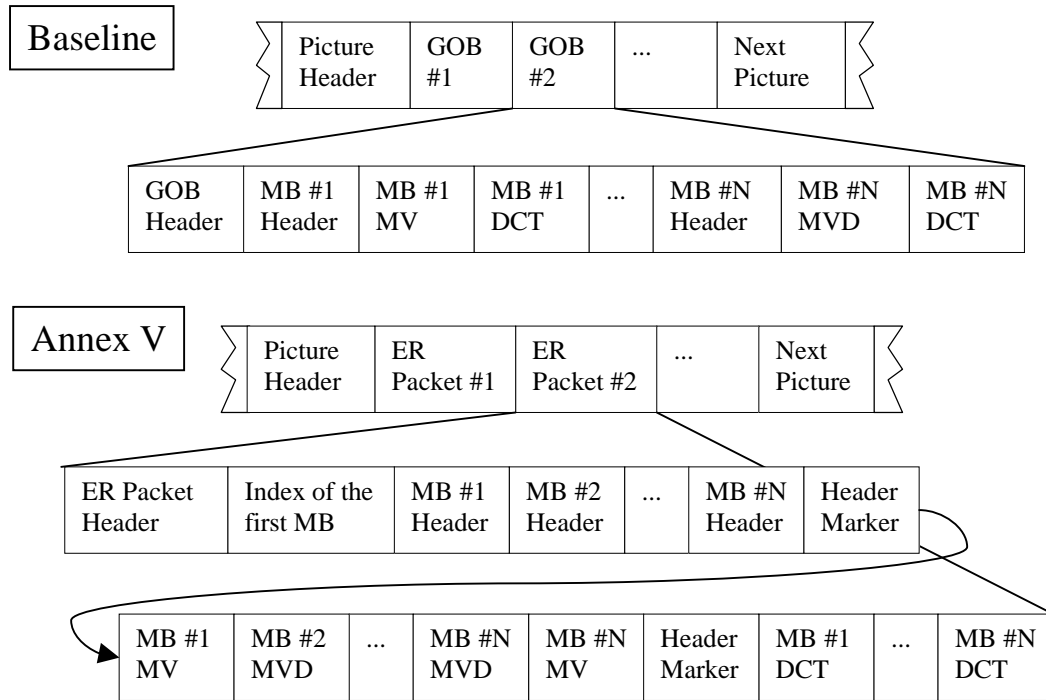 Baseline
Picture
Header
GOB
#1
GOB
#2
...
Next
Picture
GOB
Header
MB #1
Header
MB #1
MV
MB #1
DCT
...
MB #N
Header
MB #N
MVD
MB #N
DCT
Annex V
Picture
Header
ER
Packet #1
ER
Packet #2
...
Next
Picture
ER Packet
Header
Index of the
first MB
MB #1
Header
MB #2
Header
...
MB #N
Header
Header
Marker
MB #1
MV
MB #2
MVD
...
MB #N
MVD
MB #N
MV
Header
Marker
MB #1
DCT
...
MB #N
DCT